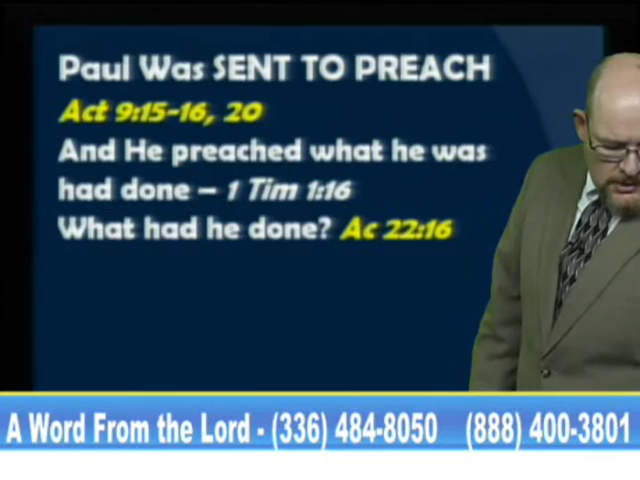 Paul Was SENT TO PREACH
Act 9:15-16, 20
And He preached what he was
had done – 1 Tim 1:16
What had he done? Ac 22:16
A Word From the Lord - (336) 484-8050 (888) 400-3801